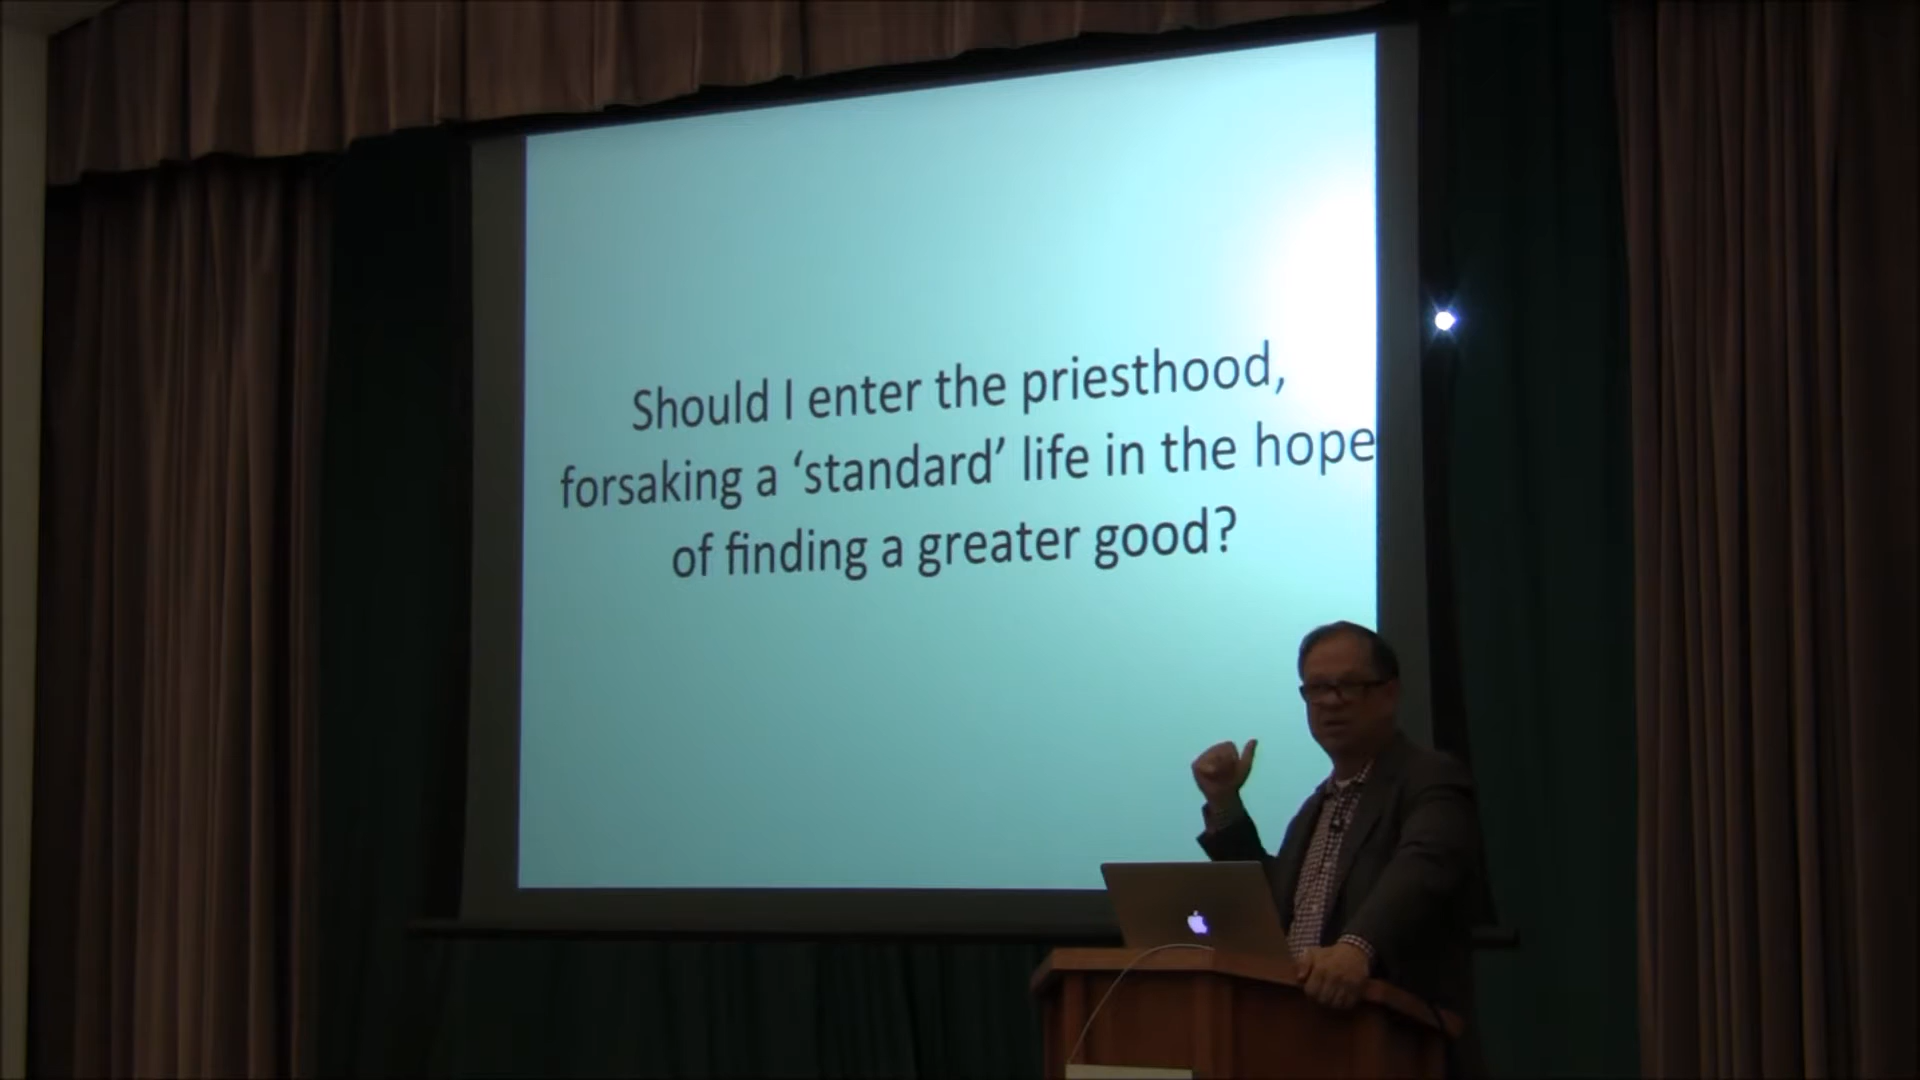 Should I enter the priesthood,
forsaking a ‘standard’ life in the hope
of finding a greater good?